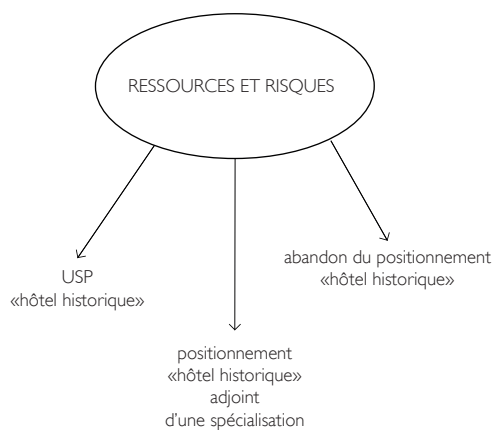 RESSOURCES ET RISQUES
USP
«hôtel historique»
abandon du positionnement
«hôtel historique»
positionnement
«hôtel historique»
adjoint
d'une spécialisation